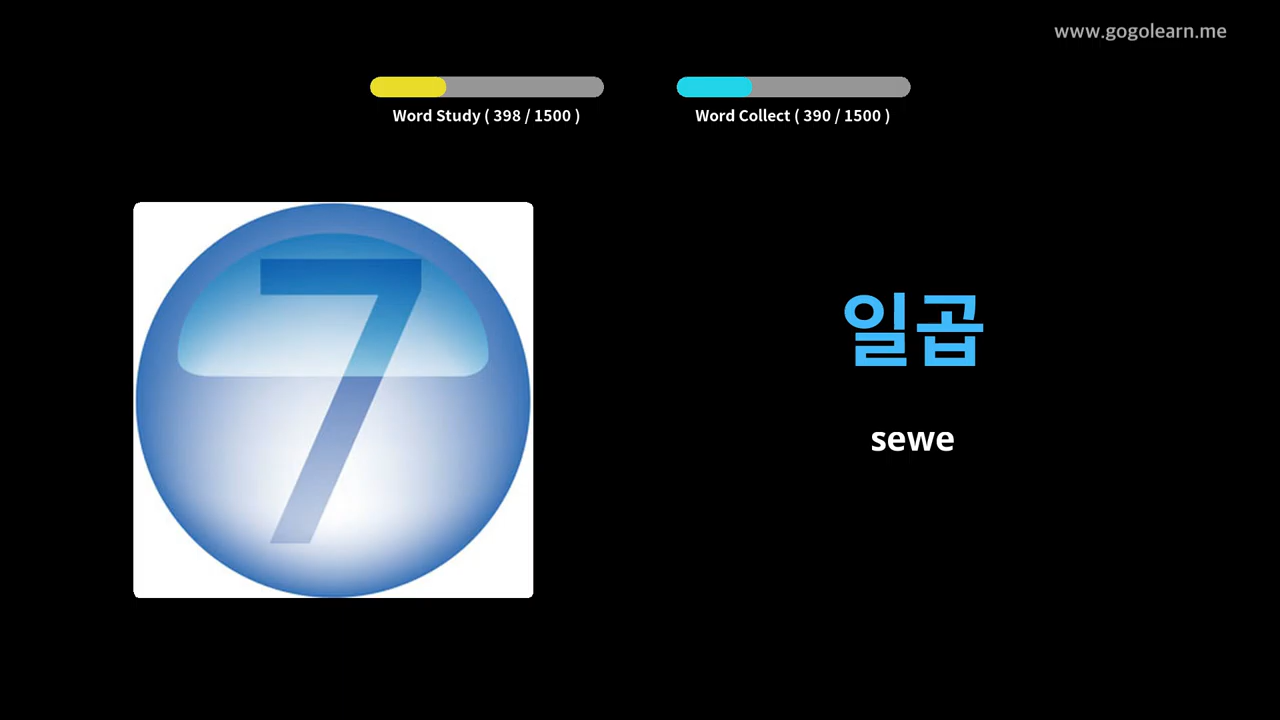 www.gogolearn.me
Word Study ( 398 / 1500 )
Word Collect ( 390 / 1500 )
7
일곱
sewe